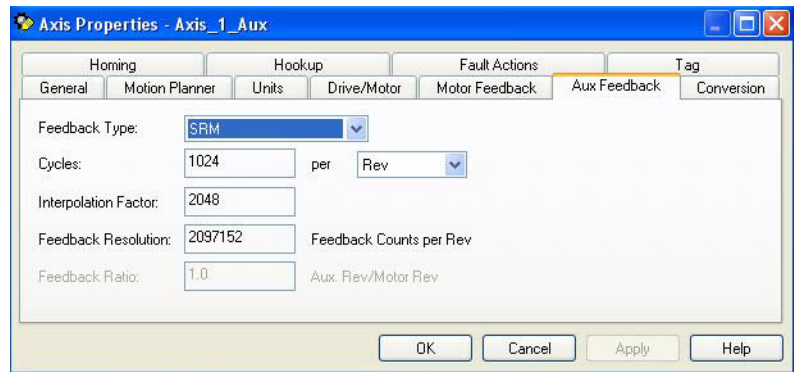 Axis Properties - Axis_1_Aux
Homing Hookup Fault Actions Tag
General Motion Planner Units Drive/Motor Motor Feedback Aux Feedback Conversion
Feedback Type: SRM
Cycles: 1024 per Rev
Interpolation Factor: 2048
Feedback Resolution: 2097152 Feedback Counts per Rev
Feedback Ratio: 1.0 Aux. Rev/Motor Rev
OK Cancel Apply Help